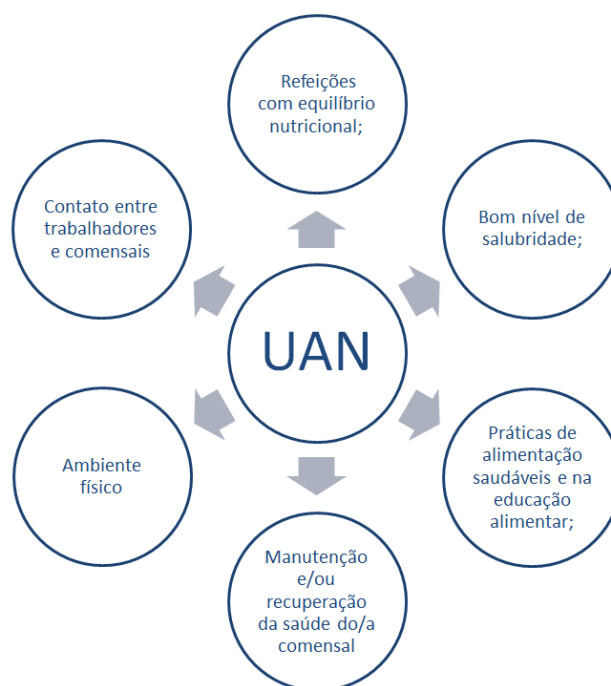 Refeições
com equilíbrio
nutricional;
Contato entre
trabalhadores
e comensais
Bom nível de
salubridade;
UAN
Ambiente
físico
Práticas de
alimentação
saudáveis e na
educação
alimentar;
Manutenção
e/ou
recuperação
da saúde do/a
comensal